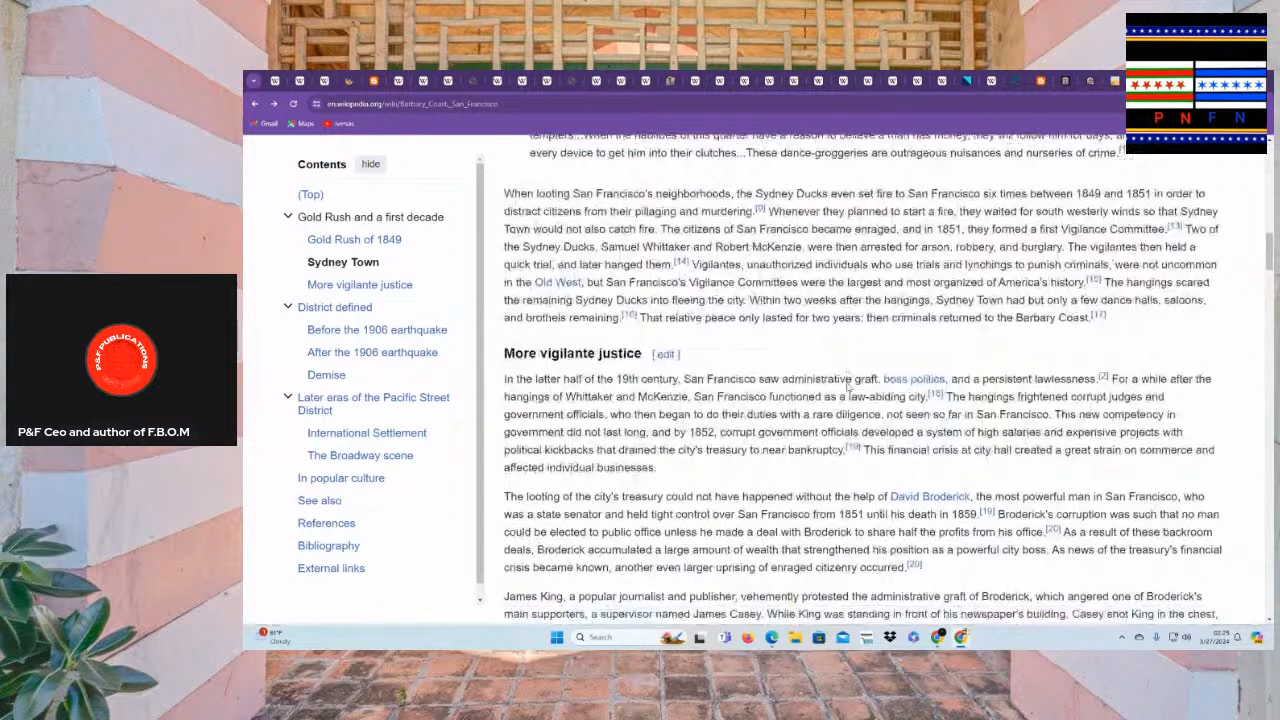 P N F N
en.wikipedia.org/wiki/Barbary_Coast,_San_Francisco
Gmail Maps
Contents hide
(Top)
Gold Rush and a first decade
Gold Rush of 1849
Sydney Town
More vigilante justice
District defined
Before the 1906 earthquake
After the 1906 earthquake
Demise
Later eras of the Pacific Street
District
International Settlement
The Broadway scene
In popular culture
See also
References
Bibliography
External links
every device to get him into their clutches...These dance-groggeries are outrageous nuisances and nurseries of crime.
When looting San Francisco's neighborhoods, the Sydney Ducks even set fire to San Francisco six times between 1849 and 1851 in order to
distract citizens from their pillaging and murdering.[9] Whenever they planned to start a fire, they waited for south westerly winds so that Sydney
Town would not also catch fire. The citizens of San Francisco became enraged, and in 1851, they formed a first Vigilance Committee.[13] Two of
the Sydney Ducks, Samuel Whittaker and Robert McKenzie, were then arrested for arson, robbery, and burglary. The vigilantes then held a
quick trial, and later hanged them.[14] Vigilantes, unauthorized individuals who use trials and lynchings to punish criminals, were not uncommon
in the Old West, but San Francisco's Vigilance Committees were the largest and most organized of America's history.[15] The hangings scared
the remaining Sydney Ducks into fleeing the city. Within two weeks after the hangings, Sydney Town had but only a few dance halls, saloons,
and brothels remaining.[16] That relative peace only lasted for two years; then criminals returned to the Barbary Coast.[17]
More vigilante justice [ edit ]
In the latter half of the 19th century, San Francisco saw administrative graft, boss politics, and a persistent lawlessness.[2] For a while after the
hangings of Whittaker and McKenzie, San Francisco functioned as a law-abiding city.[18] The hangings frightened corrupt judges and
government officials, who then began to do their duties with a rare diligence, not seen so far in San Francisco. This new competency in
government did not last long, and by 1852, corrupt government officials developed a system of high salaries and expensive projects with
political kickbacks that drained the city's treasury to near bankruptcy.[19] This financial crisis at city hall created a great strain on commerce and
affected individual businesses.
The looting of the city's treasury could not have happened without the help of David Broderick, the most powerful man in San Francisco, who
was a state senator and held tight control over San Francisco from 1851 until his death in 1859.[19] Broderick's corruption was such that no man
could be elected to public office unless he made a deal with Broderick to share half the profits from his office.[20] As a result of these backroom
deals, Broderick accumulated a large amount of wealth that strengthened his position as a powerful city boss. As news of the treasury's financial
crisis became known, another even larger uprising of enraged citizenry occurred.[20]
James King, a popular journalist and publisher, vehemently protested the administrative graft of Broderick, which angered one of Broderick's
main supporters, a supervisor named James Casey. While King was standing in front of his newspaper's building, Casey shot King in the chest,
P&F PUBLICATIONS
P&F Ceo and author of F.B.O.M
81°F
Cloudy
Search
02:25
3/27/2024